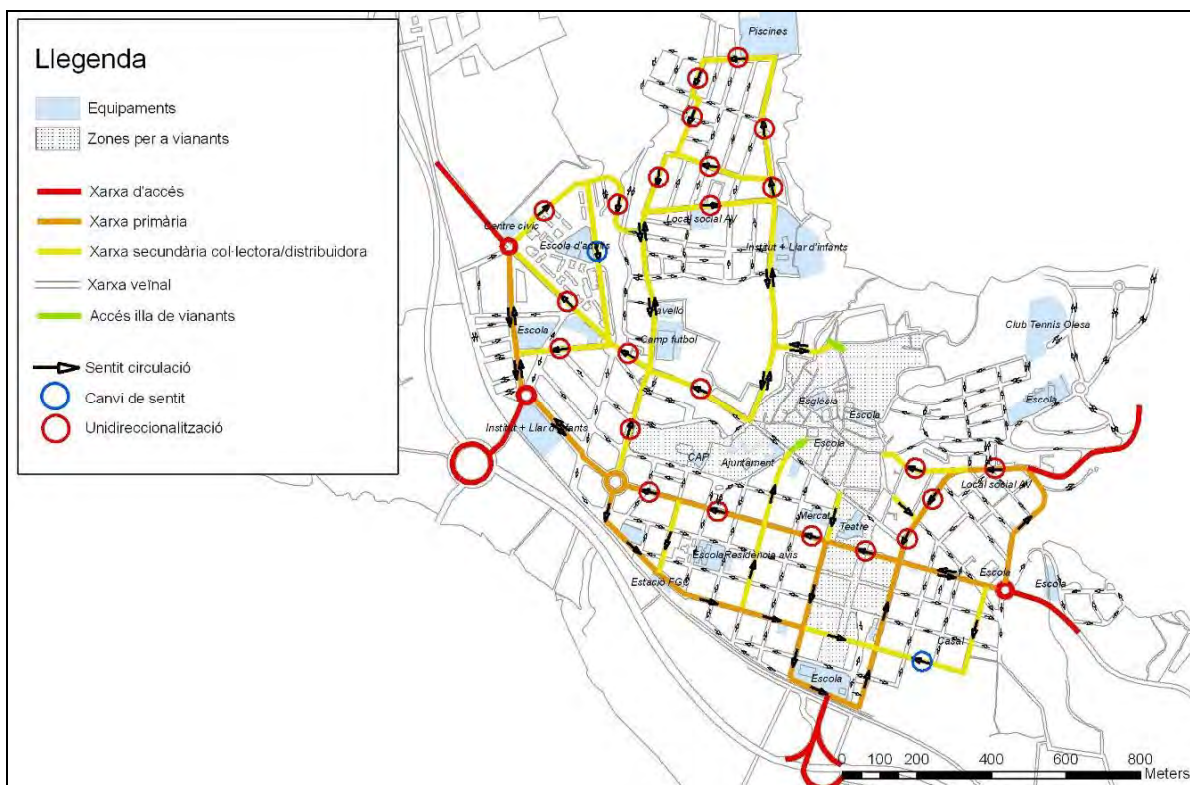 Llegenda
Equipaments
Zones per a vianants
Xarxa d'accés
Xarxa primària
Xarxa secundària col·lectora/distribuidora
Xarxa veïnal
Accés illa de vianants
Sentit circulació
Canvi de sentit
Unidireccionalització
Piscines
Centre cívic
Escola d'adults
Local social AV
Institut + Llar d'infants
Pavelló
Camp futbol
Escola
Club Tennis Olesa
Escola
Església
Escola
Institut + Llar d'infants
CAP
Ajuntament
Escola
Local social AV
Mercat
Teatre
Escola
Residència avis
Estació FGC
Escola
Escola
Casal
Escola
0 100 200 400 600 800
Meters